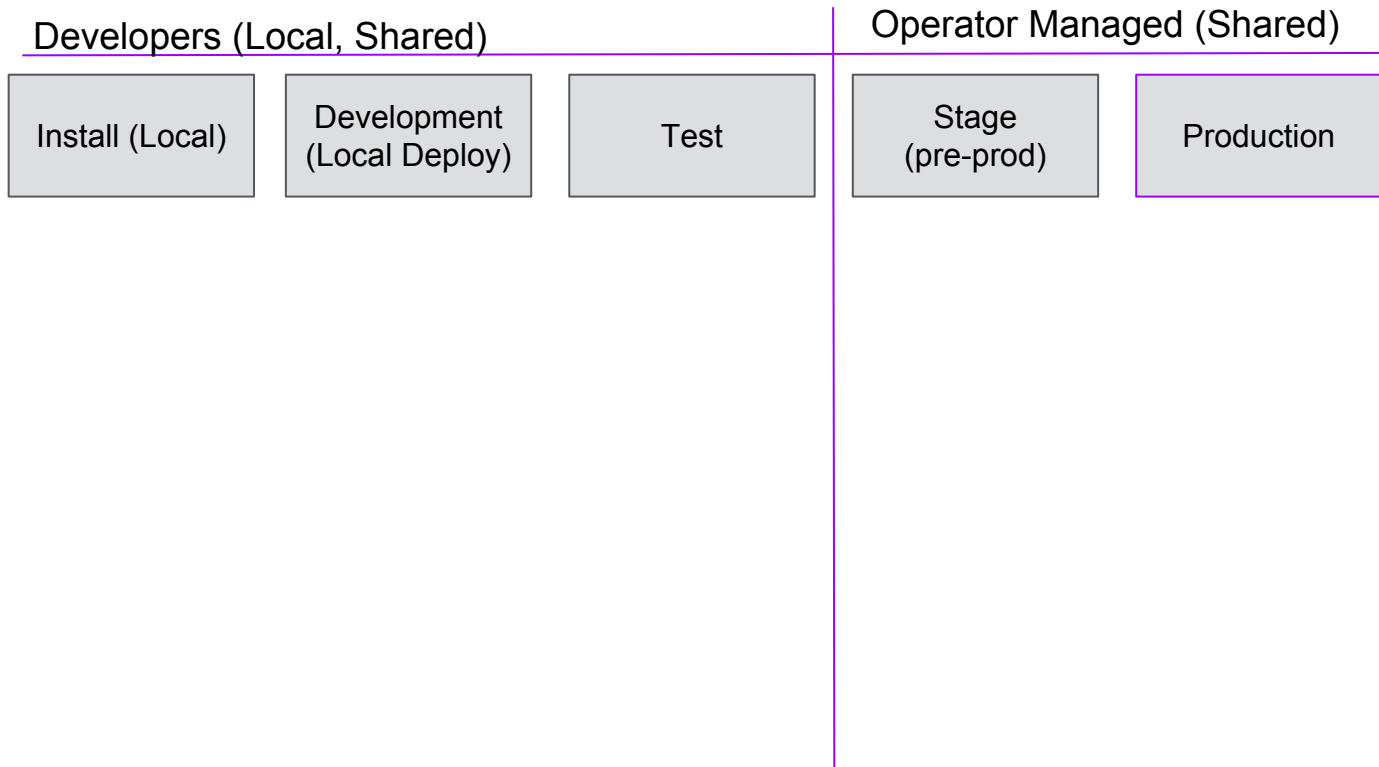 Developers (Local, Shared)
Operator Managed (Shared)
Install (Local)
Development
(Local Deploy)
Test
Stage
(pre-prod)
Production